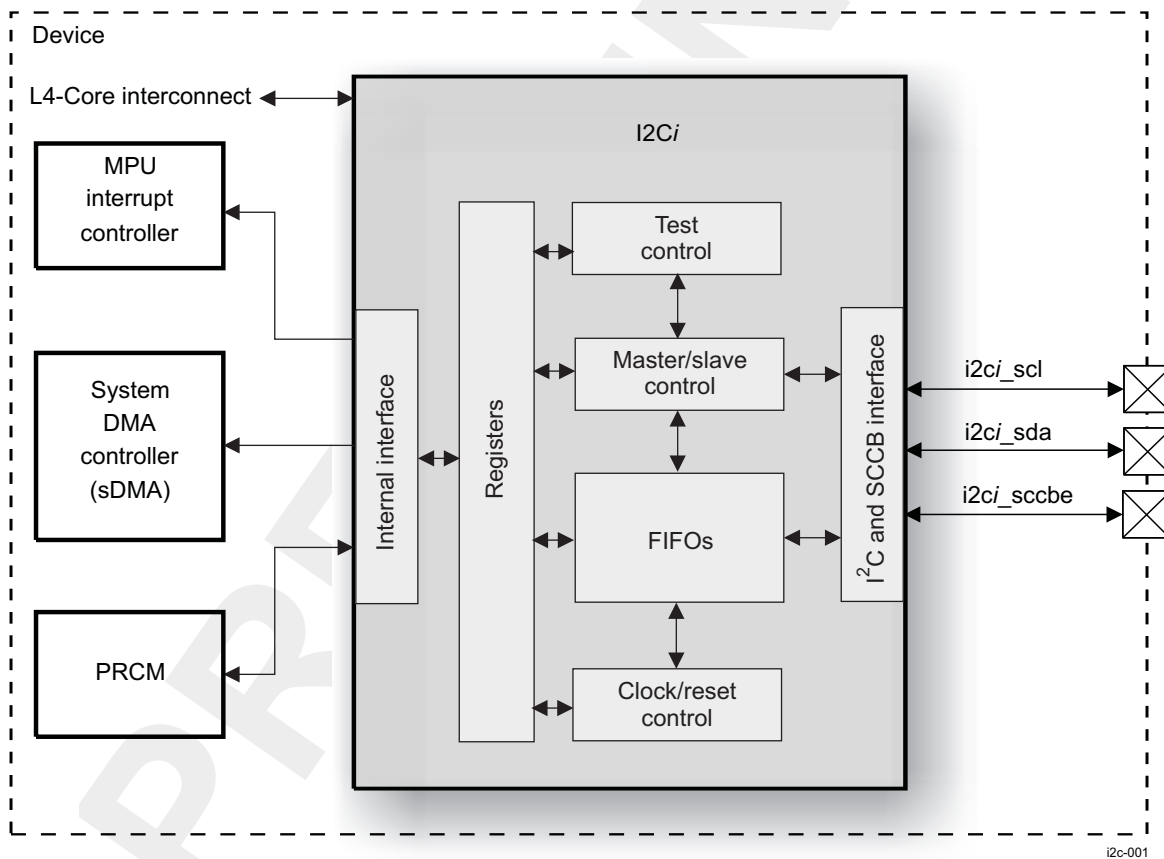 Device
L4-Core interconnect
I2Ci
MPU
interrupt
controller
Test
control
Master/slave
control
i2ci_scl
System
DMA
controller
(sDMA)
Internal interface
Registers
I²C and SCCB interface
i2ci_sda
i2ci_sccbe
FIFOs
PRCM
Clock/reset
control
i2c-001